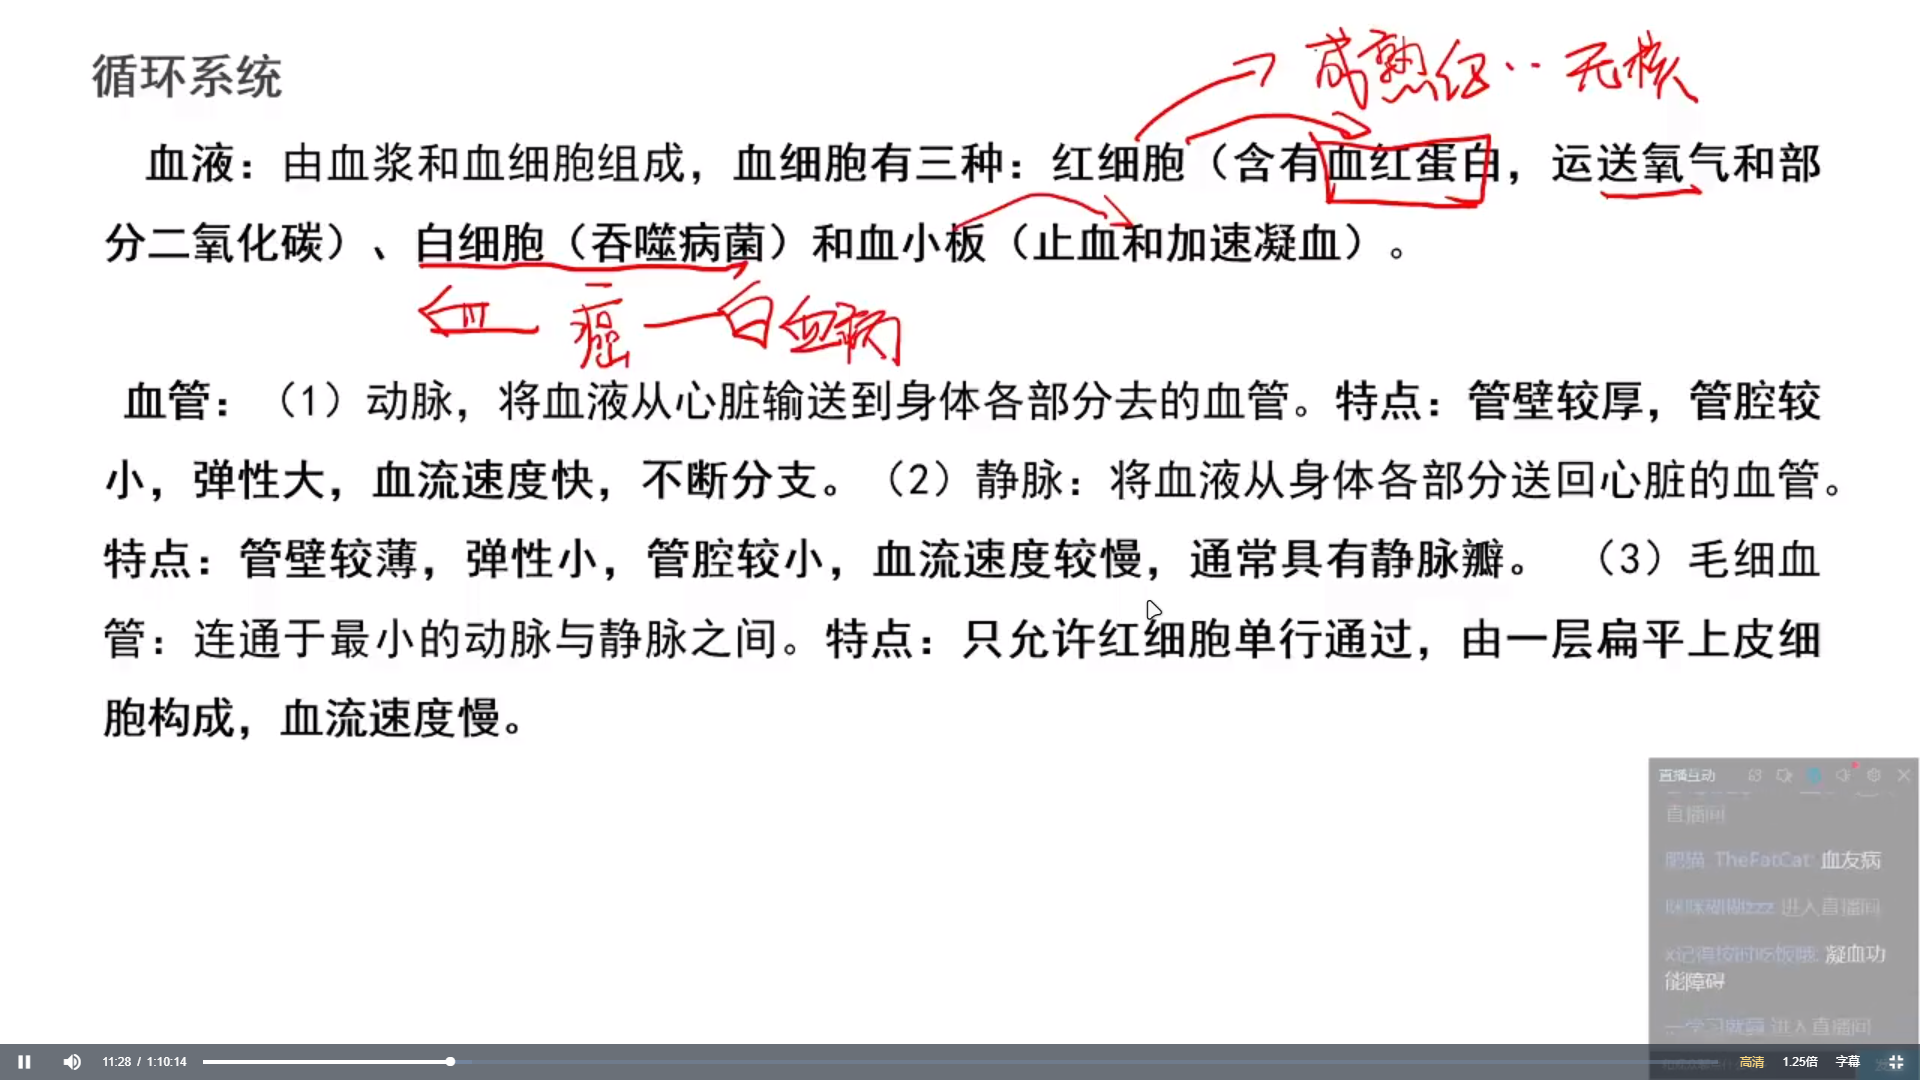 循环系统
成熟红··无核
血液：由血浆和血细胞组成，血细胞有三种：红细胞（含有血红蛋白，运送氧气和部
分二氧化碳）、白细胞（吞噬病菌）和血小板（止血和加速凝血）。
血癌—白血病
血管：（1）动脉，将血液从心脏输送到身体各部分去的血管。特点：管壁较厚，管腔较
小，弹性大，血流速度快，不断分支。（2）静脉：将血液从身体各部分送回心脏的血管。
特点：管壁较薄，弹性小，管腔较小，血流速度较慢，通常具有静脉瓣。 （3）毛细血
管：连通于最小的动脉与静脉之间。特点：只允许红细胞单行通过，由一层扁平上皮细
胞构成，血流速度慢。
直播互动
直播间
肥猫 TheFatCat: 血友病
进入直播间
x记得按时吃饭哦: 凝血功
能障碍
进入直播间
11:28 / 1:10:14
高清 1.25倍 字幕